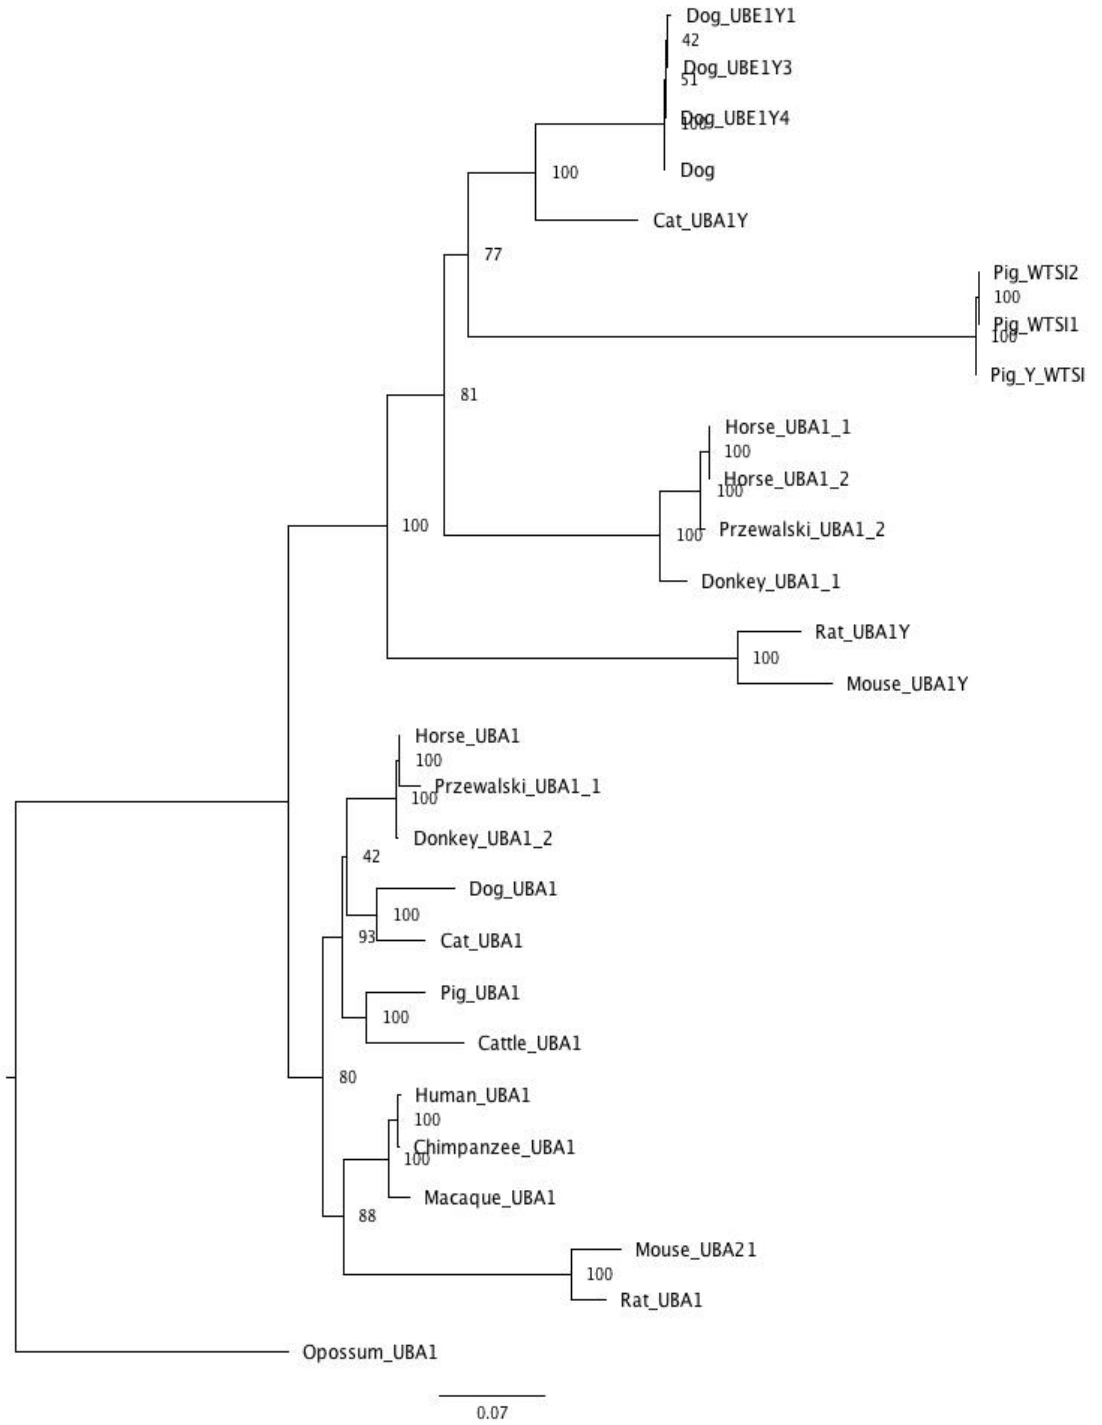 Dog_UBE1Y1
42
Dog_UBE1Y3
51
Dog_UBE1Y4
100
Dog
100
Cat_UBA1Y
77
Pig_WTSI2
100
Pig_WTSI1
100
Pig_Y_WTSI
81
Horse_UBA1_1
100
Horse_UBA1_2
100
Przewalski_UBA1_2
100
100
Donkey_UBA1_1
Rat_UBA1Y
100
Mouse_UBA1Y
Horse_UBA1
100
Przewalski_UBA1_1
100
Donkey_UBA1_2
42
Dog_UBA1
100
93
Cat_UBA1
Pig_UBA1
100
Cattle_UBA1
80
Human_UBA1
100
Chimpanzee_UBA1
100
Macaque_UBA1
88
Mouse_UBA21
100
Rat_UBA1
Opossum_UBA1
0.07